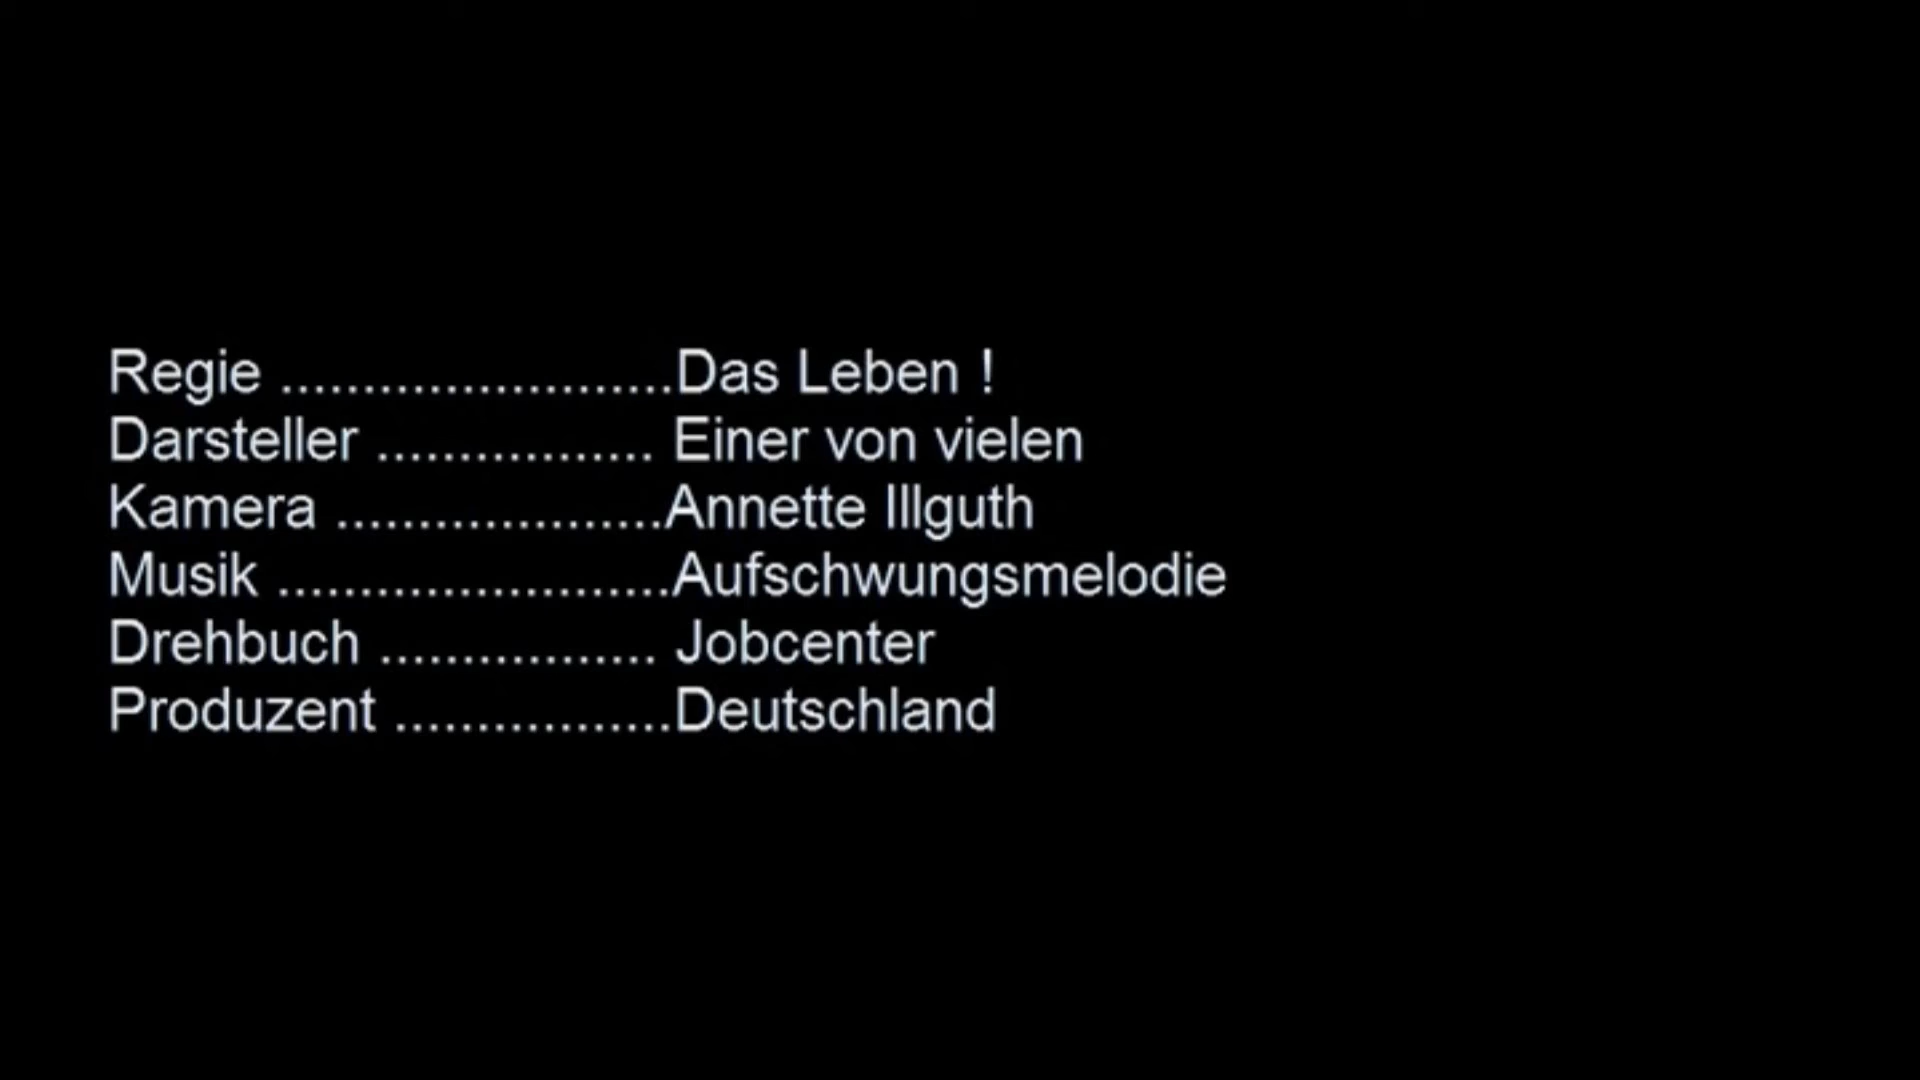 Regie ........................Das Leben !
Darsteller ................. Einer von vielen
Kamera ....................Annette Illguth
Musik ........................Aufschwungsmelodie
Drehbuch ................. Jobcenter
Produzent .................Deutschland